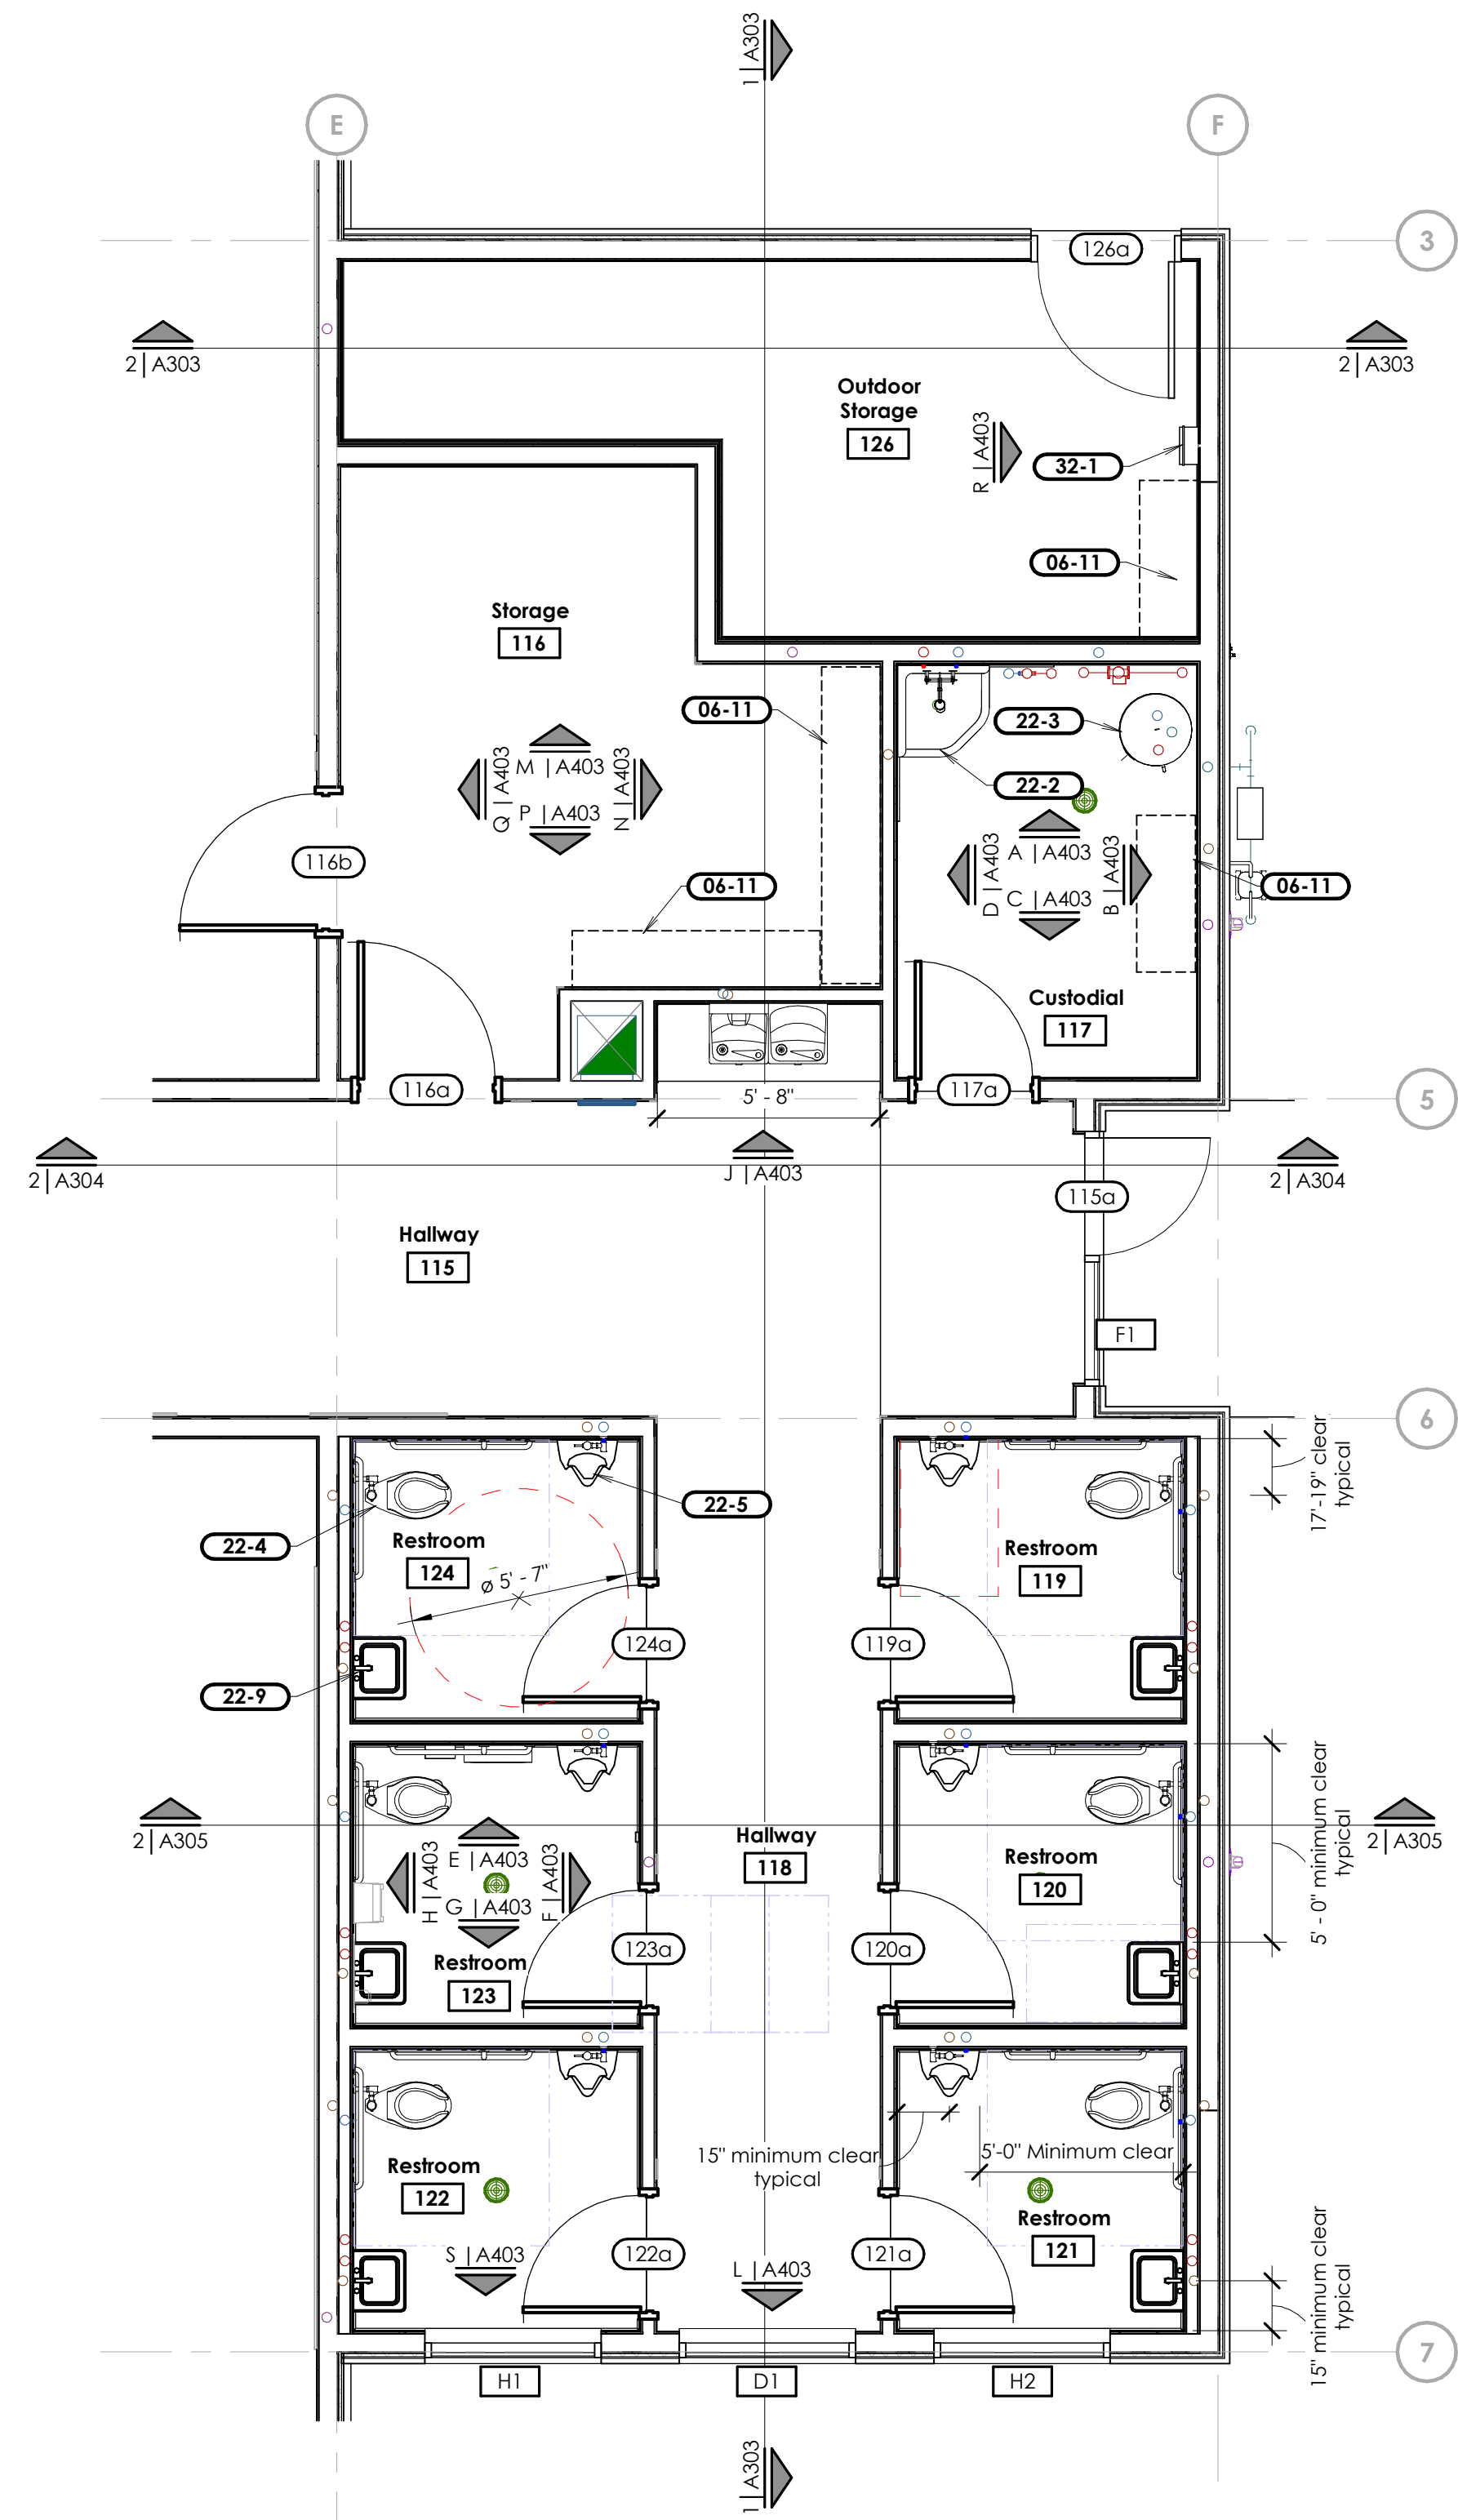 1 | A303
E
F
126a
3
2 | A303
2 | A303
Outdoor
Storage
126
R | A403
32-1
06-11
Storage
116
06-11
22-3
22-2
M | A403
Q | A403
N | A403
P | A403
A | A403
D | A403
B | A403
C | A403
116b
06-11
06-11
Custodial
117
116a
5' - 8"
117a
5
J | A403
2 | A304
2 | A304
115a
Hallway
115
F1
6
17'-19" clear
typical
22-5
22-4
Restroom
124
ø 5' - 7"
Restroom
119
124a
119a
22-9
5' - 0" minimum clear
typical
2 | A305
2 | A305
Hallway
118
E | A403
H | A403
F | A403
G | A403
Restroom
120
123a
120a
Restroom
123
15" minimum clear
typical
5'-0" Minimum clear
Restroom
122
Restroom
121
S | A403
122a
121a
L | A403
15" minimum clear
typical
7
H1
D1
H2
1 | A303